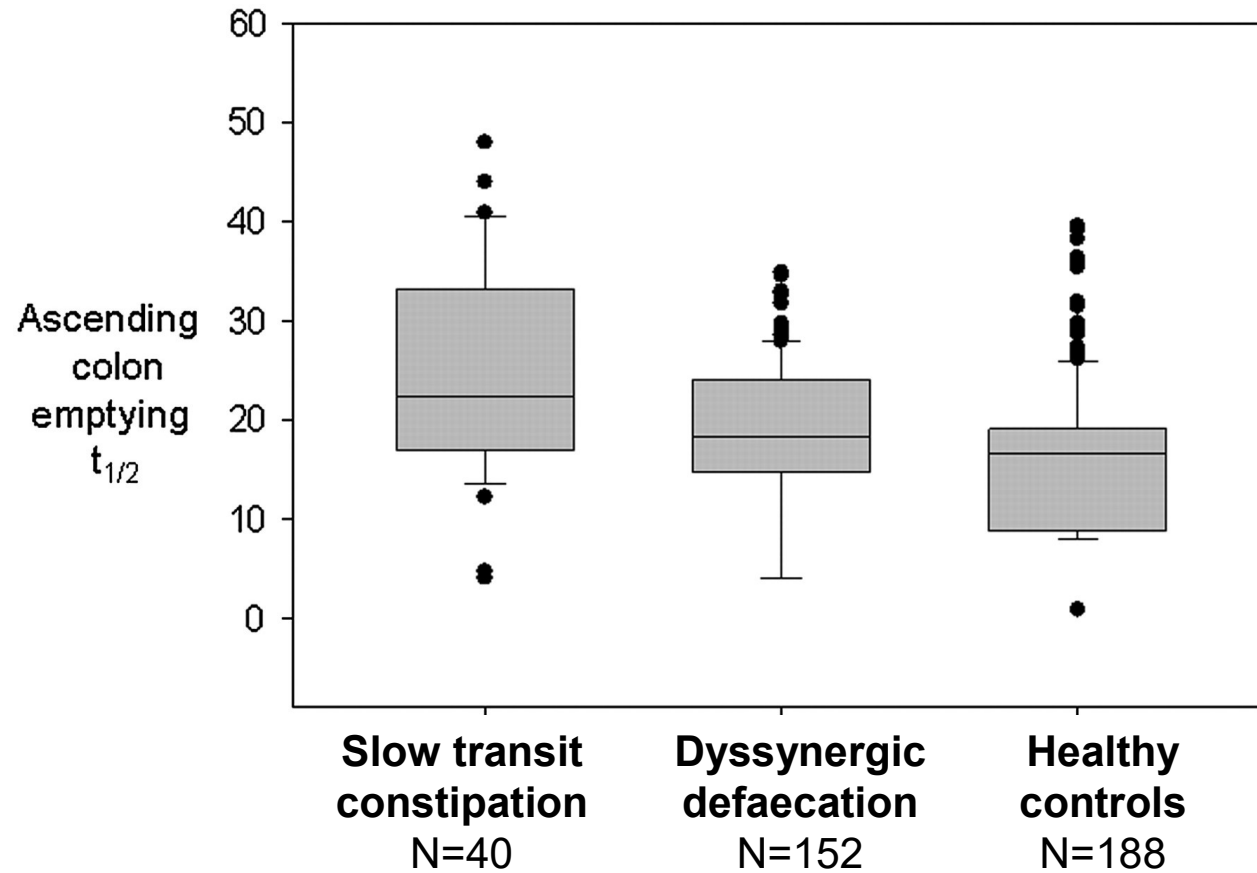 60
50
40
30
20
10
0
Ascending
colon
emptying
t1/2
Slow transit
constipation
N=40
Dyssynergic
defaecation
N=152
Healthy
controls
N=188